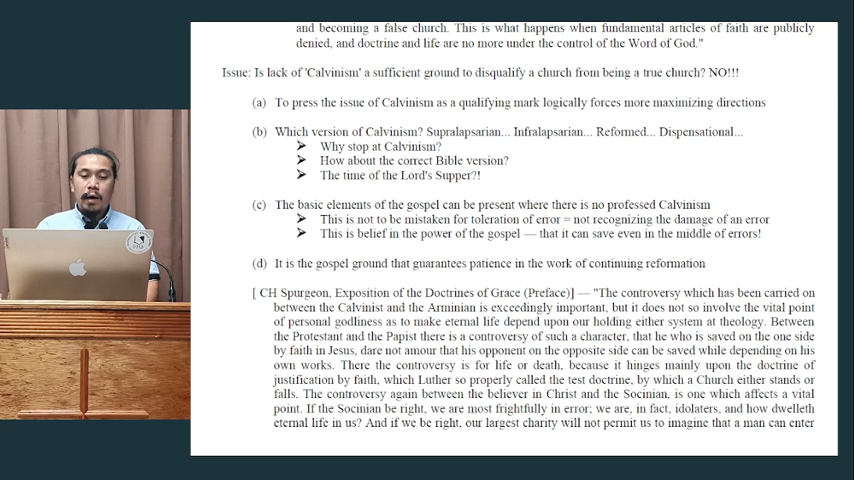 and becoming a false church. This is what happens when fundamental articles of faith are publicly
denied, and doctrine and life are no more under the control of the Word of God."
Issue: Is lack of 'Calvinism' a sufficient ground to disqualify a church from being a true church? NO!!!
(a) To press the issue of Calvinism as a qualifying mark logically forces more maximizing directions
(b) Which version of Calvinism? Supralapsarian... Infralapsarian... Reformed... Dispensational...
➤ Why stop at Calvinism?
➤ How about the correct Bible version?
➤ The time of the Lord's Supper?!
(c) The basic elements of the gospel can be present where there is no professed Calvinism
➤ This is not to be mistaken for toleration of error = not recognizing the damage of an error
➤ This is belief in the power of the gospel — that it can save even in the middle of errors!
(d) It is the gospel ground that guarantees patience in the work of continuing reformation
[ CH Spurgeon, Exposition of the Doctrines of Grace (Preface)] — "The controversy which has been carried on
between the Calvinist and the Arminian is exceedingly important, but it does not so involve the vital point
of personal godliness as to make eternal life depend upon our holding either system at theology. Between
the Protestant and the Papist there is a controversy of such a character, that he who is saved on the one side
by faith in Jesus, dare not amour that his opponent on the opposite side can be saved while depending on his
own works. There the controversy is for life or death, because it hinges mainly upon the doctrine of
justification by faith, which Luther so properly called the test doctrine, by which a Church either stands or
falls. The controversy again between the believer in Christ and the Socinian, is one which affects a vital
point. If the Socinian be right, we are most frightfully in error; we are, in fact, idolaters, and how dwelleth
eternal life in us? And if we be right, our largest charity will not permit us to imagine that a man can enter